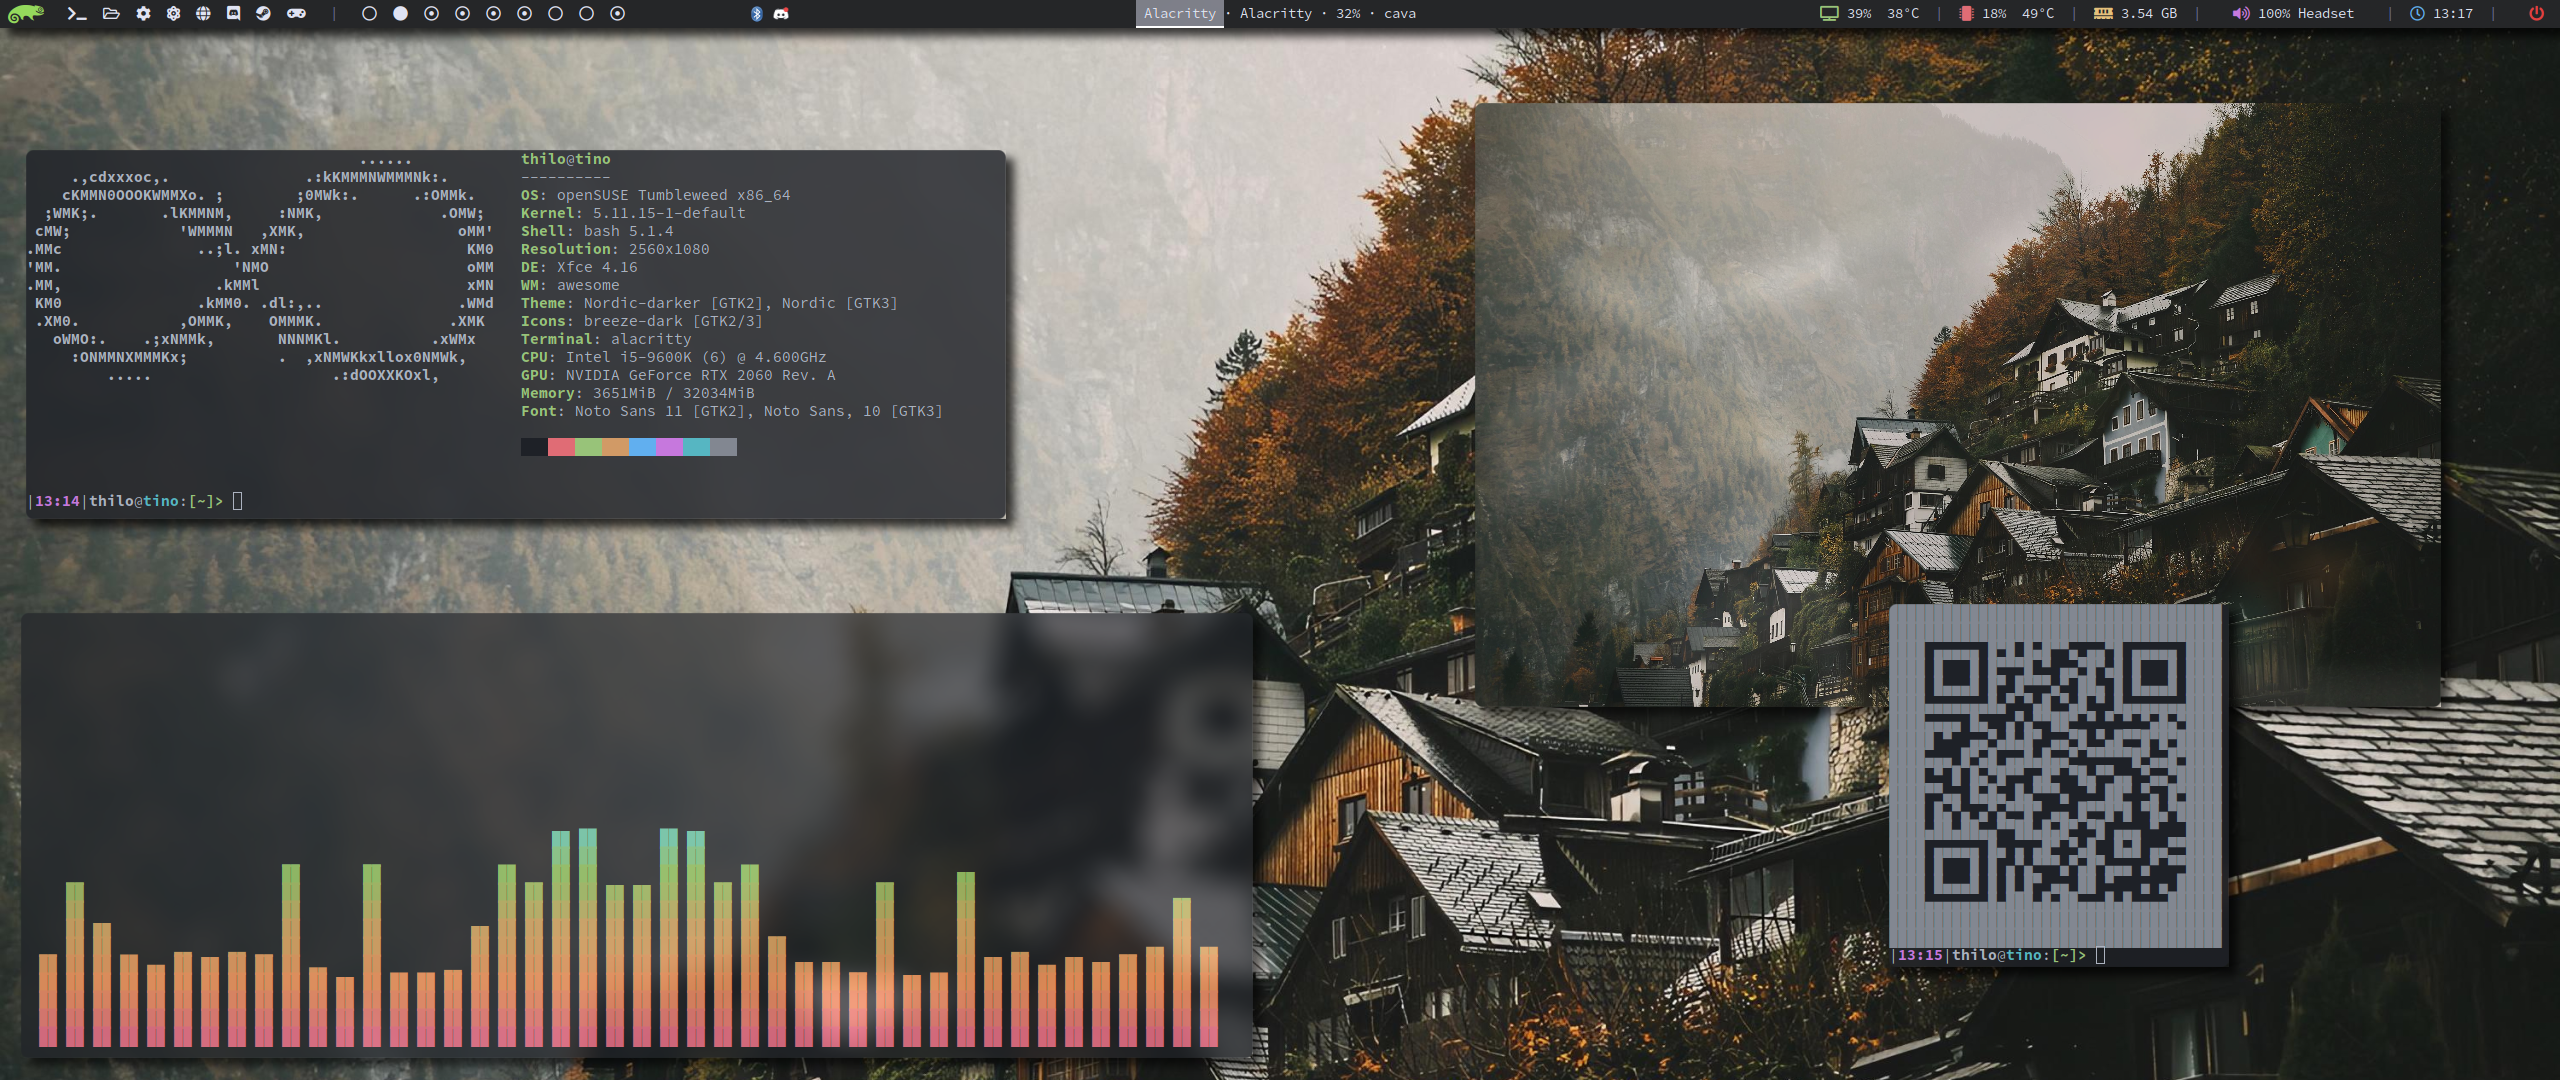 Alacritty · Alacritty · 32% · cava
39% 38°C | 18% 49°C | 3.54 GB | 100% Headset | 13:17 |
thilo@tino
----------
OS: openSUSE Tumbleweed x86_64
Kernel: 5.11.15-1-default
Shell: bash 5.1.4
Resolution: 2560x1080
DE: Xfce 4.16
WM: awesome
Theme: Nordic-darker [GTK2], Nordic [GTK3]
Icons: breeze-dark [GTK2/3]
Terminal: alacritty
CPU: Intel i5-9600K (6) @ 4.600GHz
GPU: NVIDIA GeForce RTX 2060 Rev. A
Memory: 3651MiB / 32034MiB
Font: Noto Sans 11 [GTK2], Noto Sans, 10 [GTK3]
|13:14|thilo@tino:[~]>
|13:15|thilo@tino:[~]>